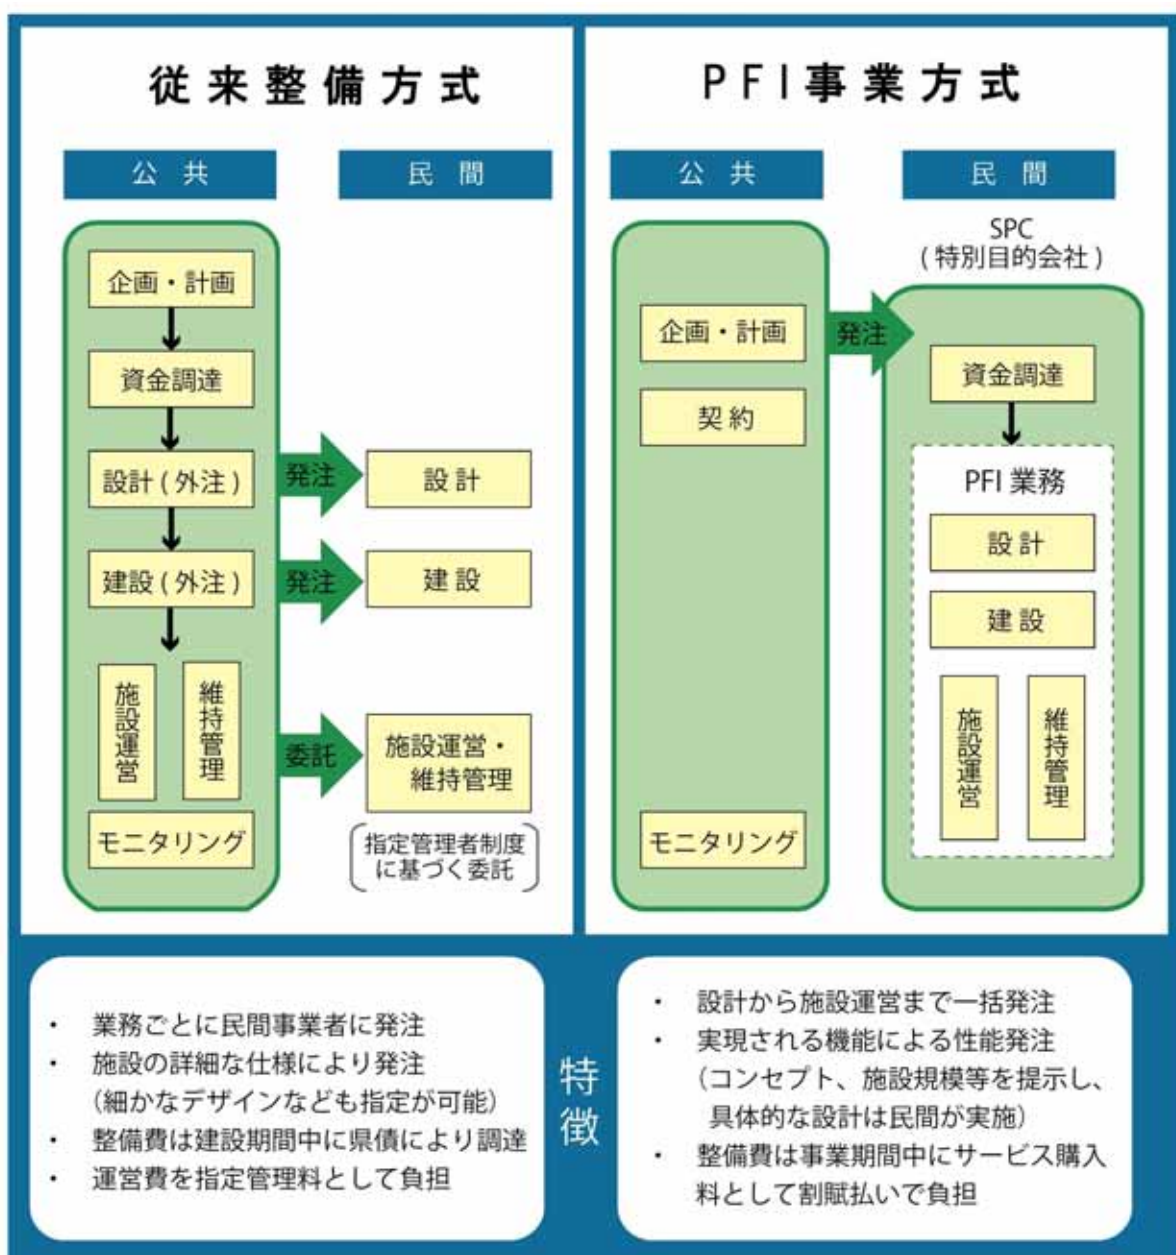 従来整備方式
公共
民間
企画・計画
資金調達
設計(外注)
発注
設計
建設(外注)
発注
建設
施設運営
維持管理
委託
施設運営・
維持管理
モニタリング
指定管理者制度
に基づく委託
PFI事業方式
公共
民間
SPC
(特別目的会社)
企画・計画
発注
契約
資金調達
PFI業務
設計
建設
施設運営
維持管理
モニタリング
特徴
・ 業務ごとに民間事業者に発注
・ 施設の詳細な仕様により発注
(細かなデザインなども指定が可能)
・ 整備費は建設期間中に県債により調達
・ 運営費を指定管理料として負担
・ 設計から施設運営まで一括発注
・ 実現される機能による性能発注
(コンセプト、施設規模等を提示し、
具体的な設計は民間が実施)
・ 整備費は事業期間中にサービス購入
料として割賦払いで負担